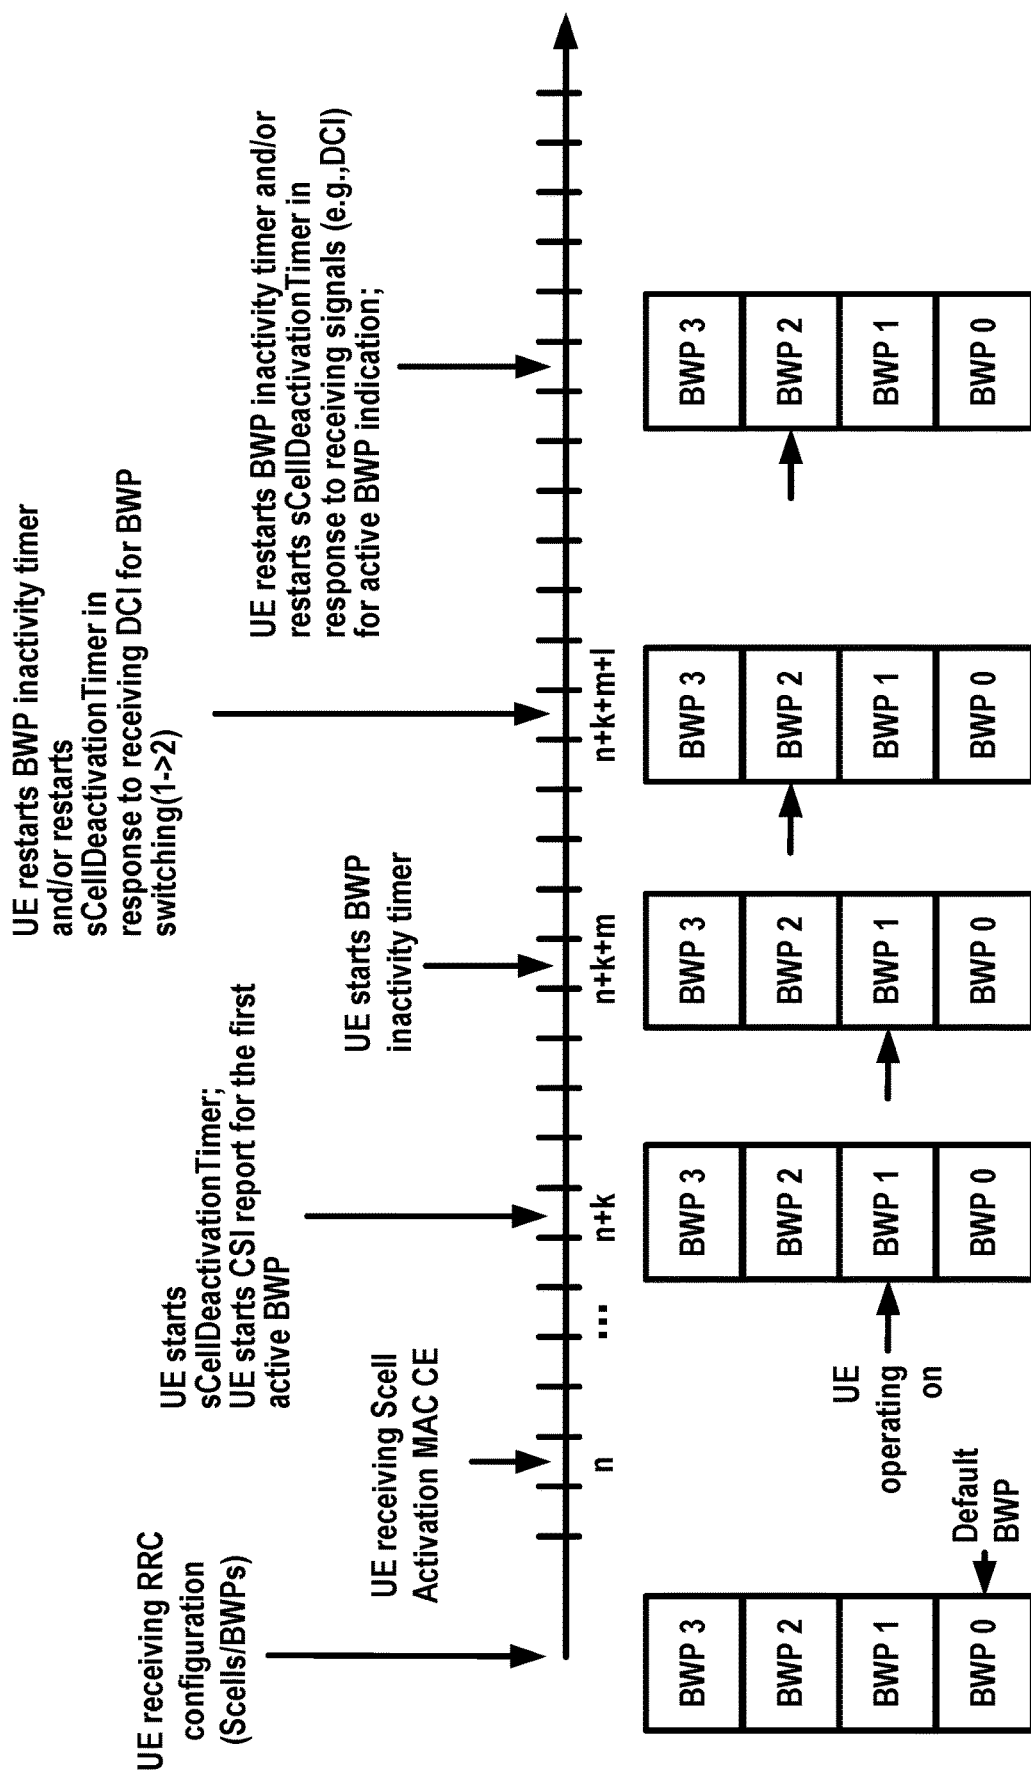 UE receiving RRC
configuration
(Scells/BWPs)
UE receiving Scell
Activation MAC CE
UE starts
sCellDeactivationTimer;
UE starts CSI report for the first
active BWP
UE starts BWP
inactivity timer
UE restarts BWP inactivity timer
and/or restarts
sCellDeactivationTimer in
response to receiving DCI for BWP
switching(1->2)
UE restarts BWP inactivity timer and/or
restarts sCellDeactivationTimer in
response to receiving signals (e.g.,DCI)
for active BWP indication;
n
...
n+k
n+k+m
n+k+m+l
BWP 3
BWP 2
BWP 1
BWP 0
Default
BWP
UE
operating
on
BWP 3
BWP 2
BWP 1
BWP 0
BWP 3
BWP 2
BWP 1
BWP 0
BWP 3
BWP 2
BWP 1
BWP 0
BWP 3
BWP 2
BWP 1
BWP 0